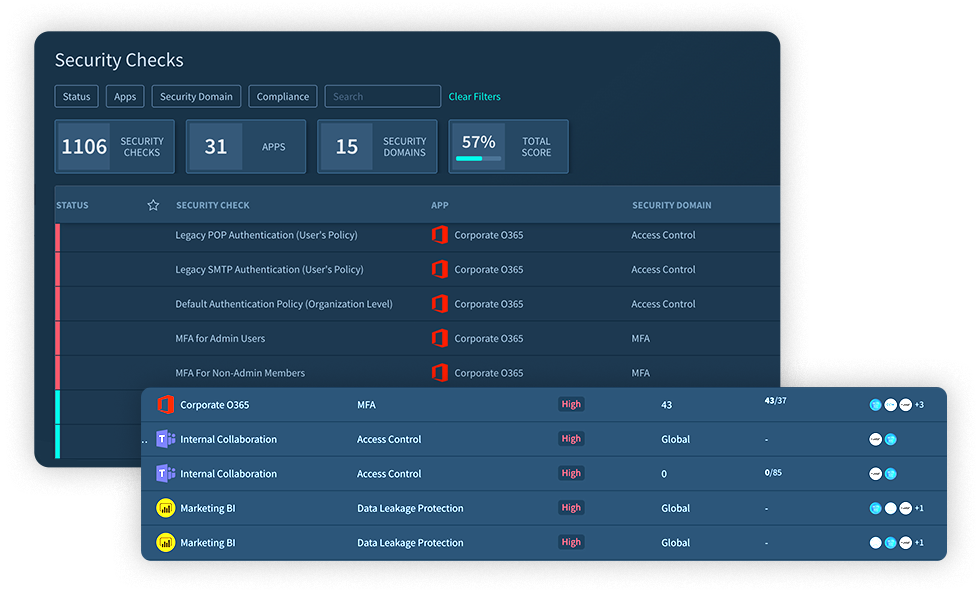 Security Checks
Status Apps Security Domain Compliance Search Clear Filters
1106 SECURITY CHECKS 31 APPS 15 SECURITY DOMAINS 57% TOTAL SCORE
STATUS SECURITY CHECK APP SECURITY DOMAIN
Legacy POP Authentication (User's Policy) Corporate O365 Access Control
Legacy SMTP Authentication (User's Policy) Corporate O365 Access Control
Default Authentication Policy (Organization Level) Corporate O365 Access Control
MFA for Admin Users Corporate O365 MFA
MFA For Non-Admin Members Corporate O365 MFA
Corporate O365 MFA High 43 43/37 +3
.. Internal Collaboration Access Control High Global - 
Internal Collaboration Access Control High 0 0/85
Marketing BI Data Leakage Protection High Global - +1
Marketing BI Data Leakage Protection High Global - +1